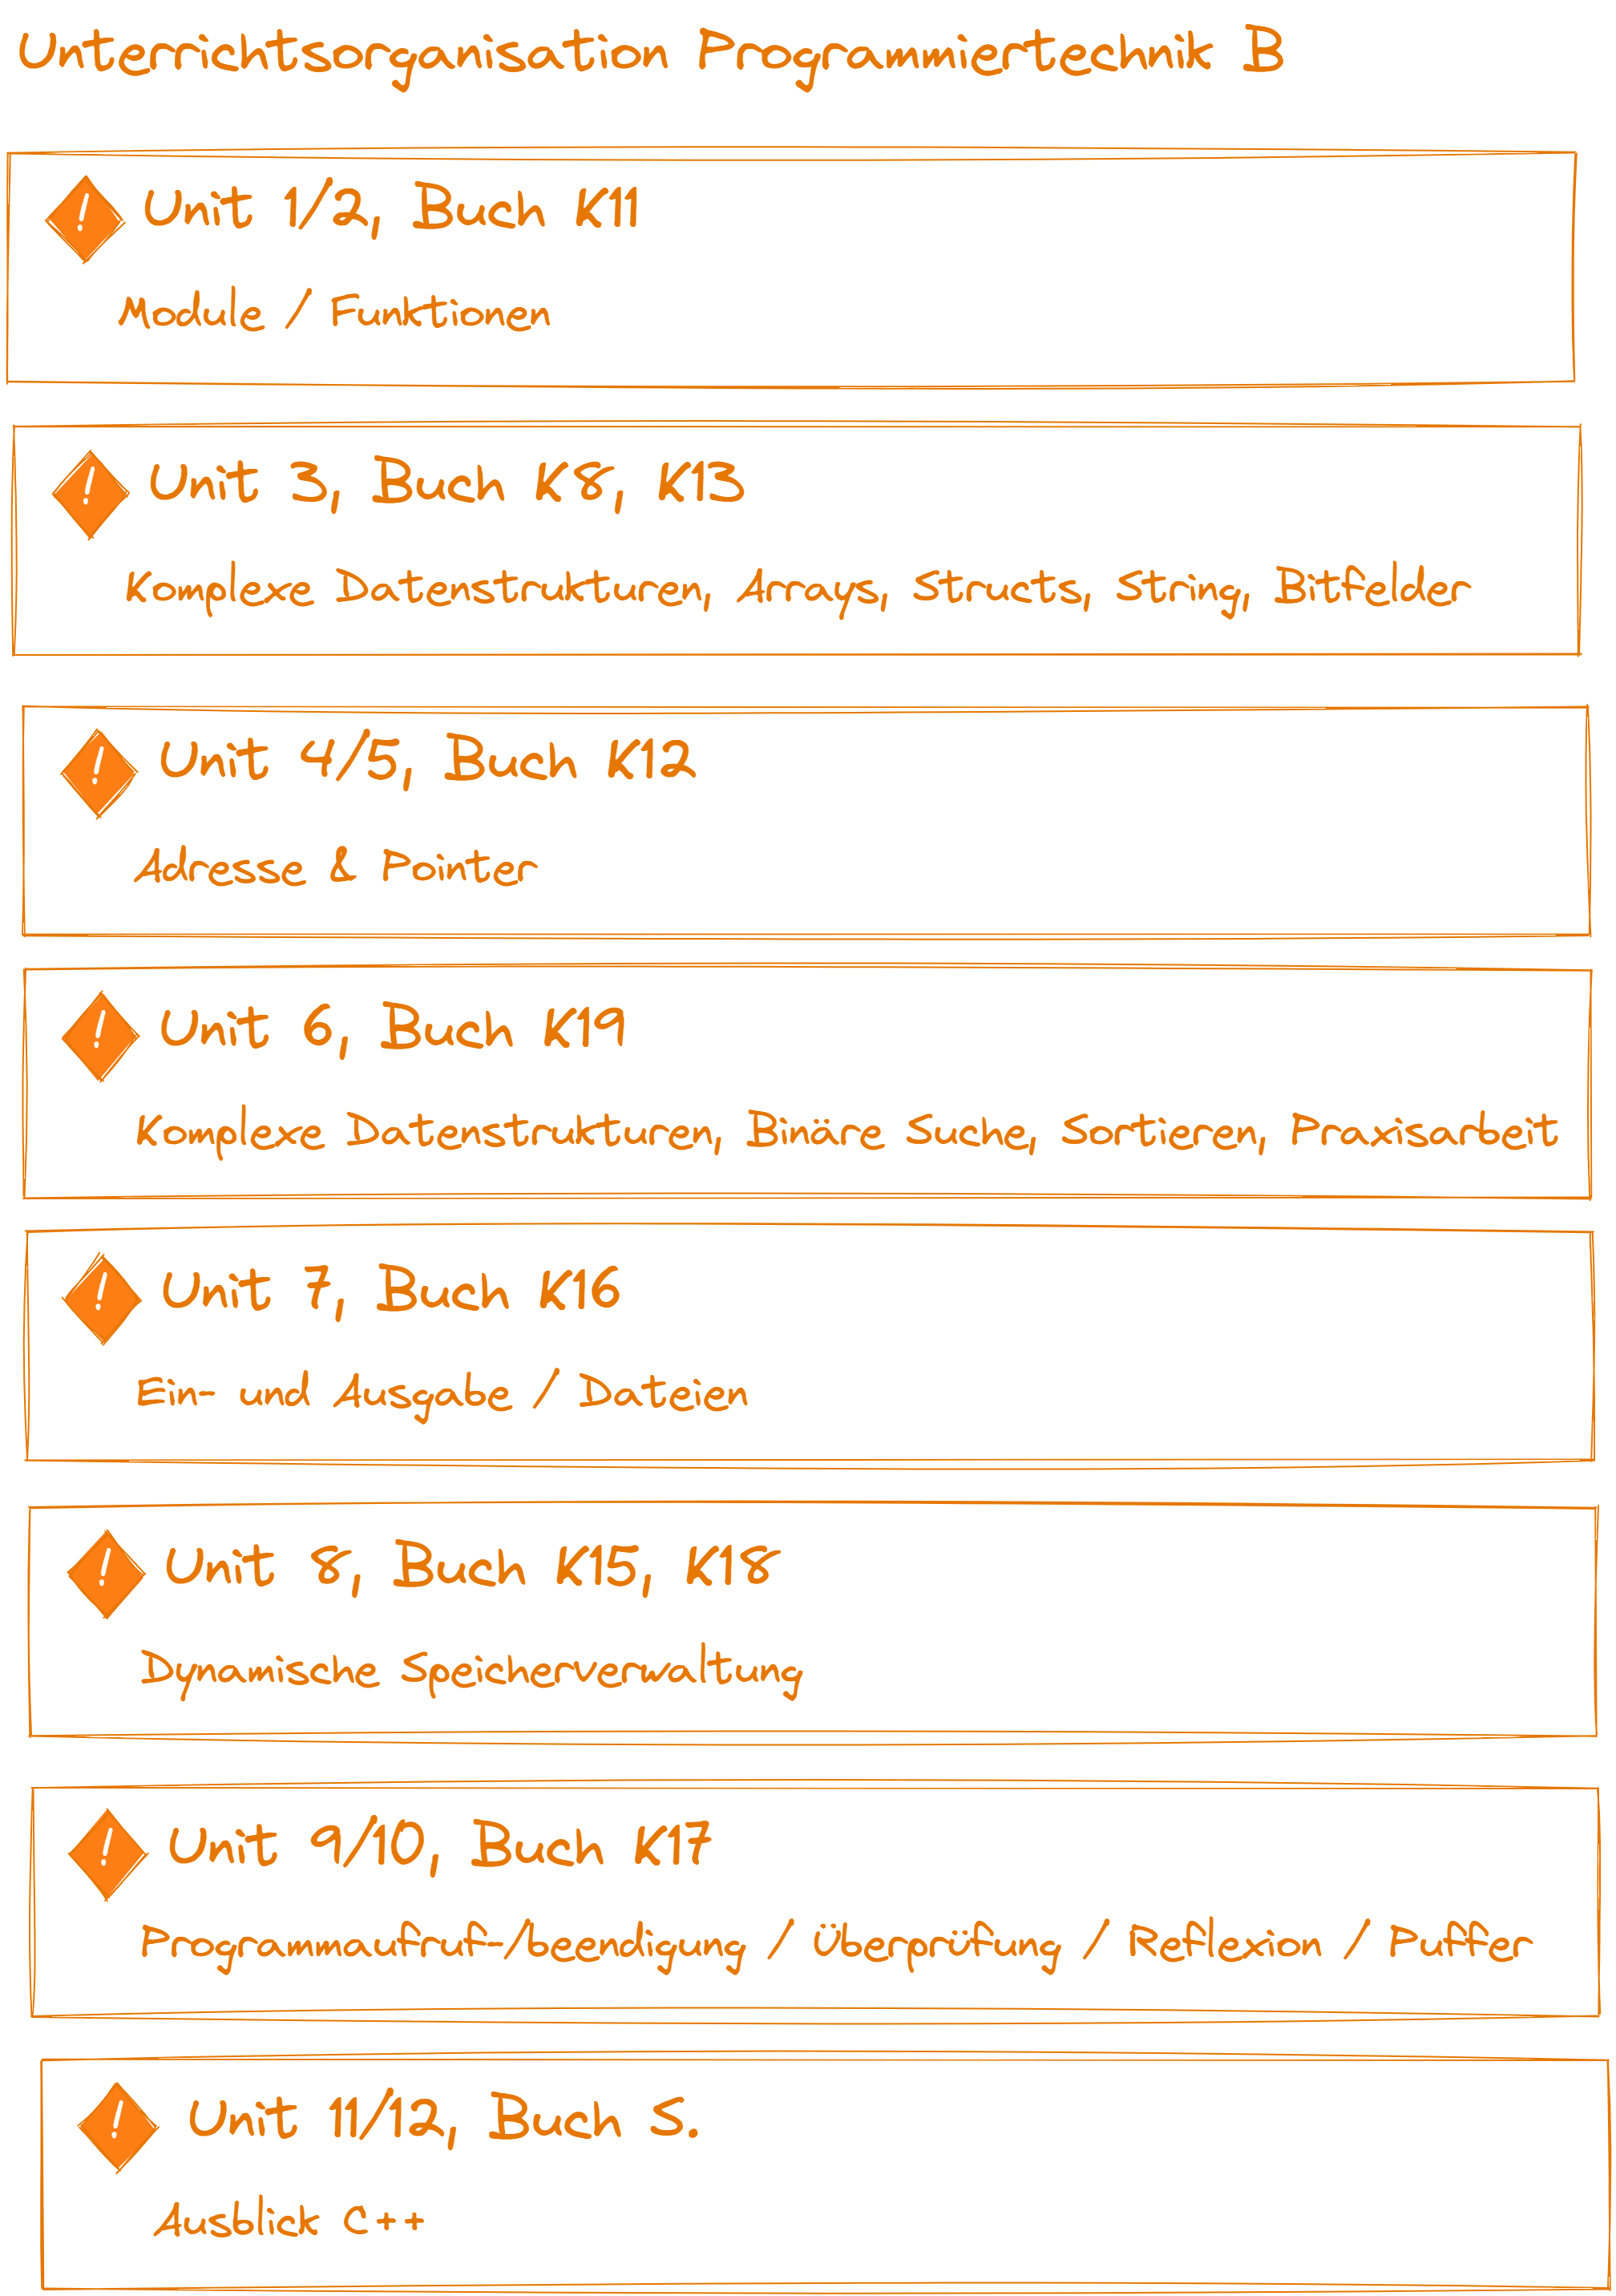 Unterrichtsorganisation Programmiertechnik B
! Unit 1/2, Buch K11
Module / Funktionen
! Unit 3, Buch K8, K13
Komplexe Datenstrukturen, Arrays, Structs, String, Bitfelder
! Unit 4/5, Buch K12
Adresse & Pointer
! Unit 6, Buch K19
Komplexe Datenstrukturen, Binäre Suche, Sortieren, Praxisarbeit
! Unit 7, Buch K16
Ein- und Ausgabe / Dateien
! Unit 8, Buch K15, K18
Dynamische Speicherverwaltung
! Unit 9/10, Buch K17
Programmaufruf-/beendigung / Überprüfung / Reflexion / Puffer
! Unit 11/12, Buch S.
Ausblick C++